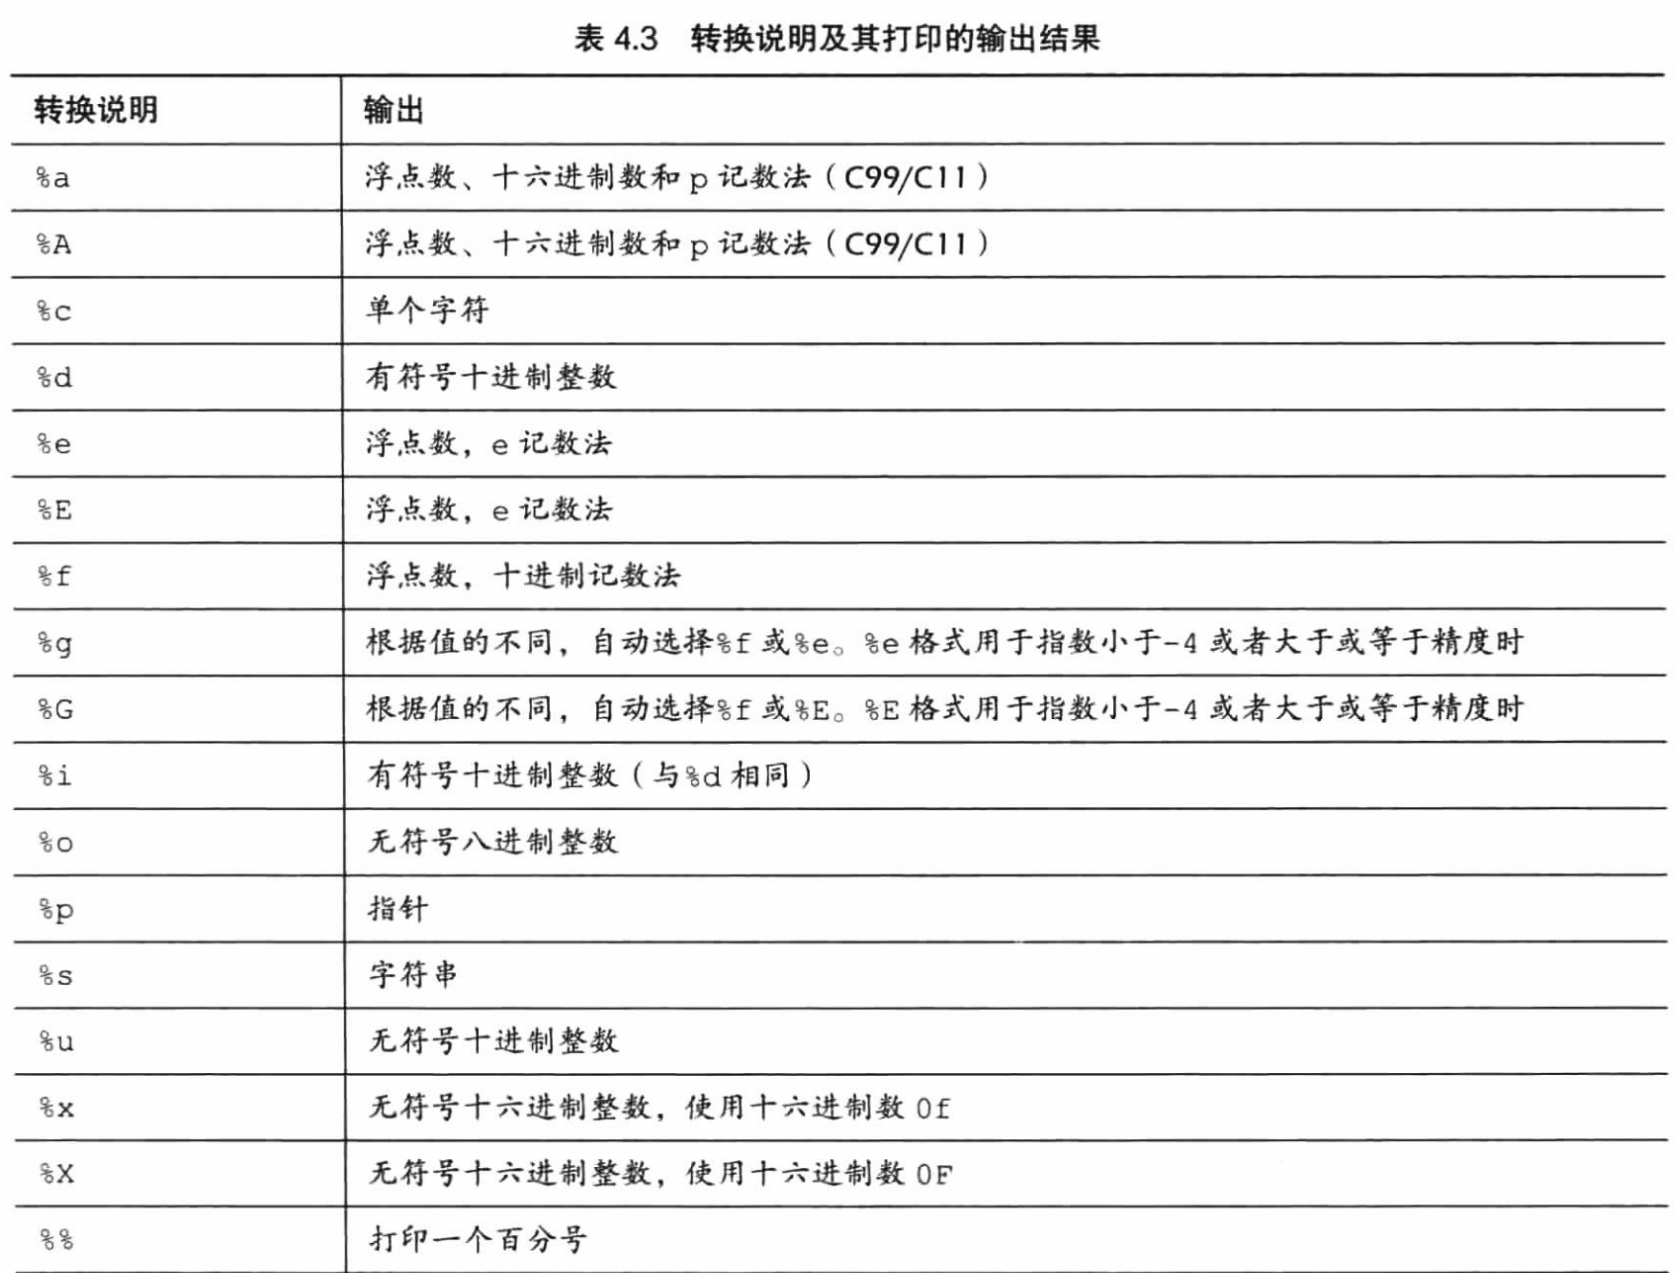 表 4.3 转换说明及其打印的输出结果
转换说明 输出
%a 浮点数、十六进制数和 p 记数法（C99/C11）
%A 浮点数、十六进制数和 p 记数法（C99/C11）
%c 单个字符
%d 有符号十进制整数
%e 浮点数，e 记数法
%E 浮点数，e 记数法
%f 浮点数，十进制记数法
%g 根据值的不同，自动选择%f 或%e。%e 格式用于指数小于-4 或者大于或等于精度时
%G 根据值的不同，自动选择%f 或%E。%E 格式用于指数小于-4 或者大于或等于精度时
%i 有符号十进制整数（与%d 相同）
%o 无符号八进制整数
%p 指针
%s 字符串
%u 无符号十进制整数
%x 无符号十六进制整数，使用十六进制数 0f
%X 无符号十六进制整数，使用十六进制数 0F
%% 打印一个百分号